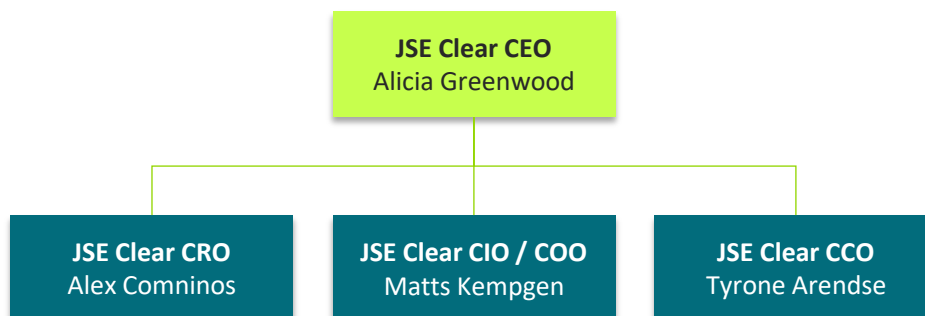 JSE Clear CEO
Alicia Greenwood
JSE Clear CRO
Alex Comninos
JSE Clear CIO / COO
Matts Kempgen
JSE Clear CCO
Tyrone Arendse